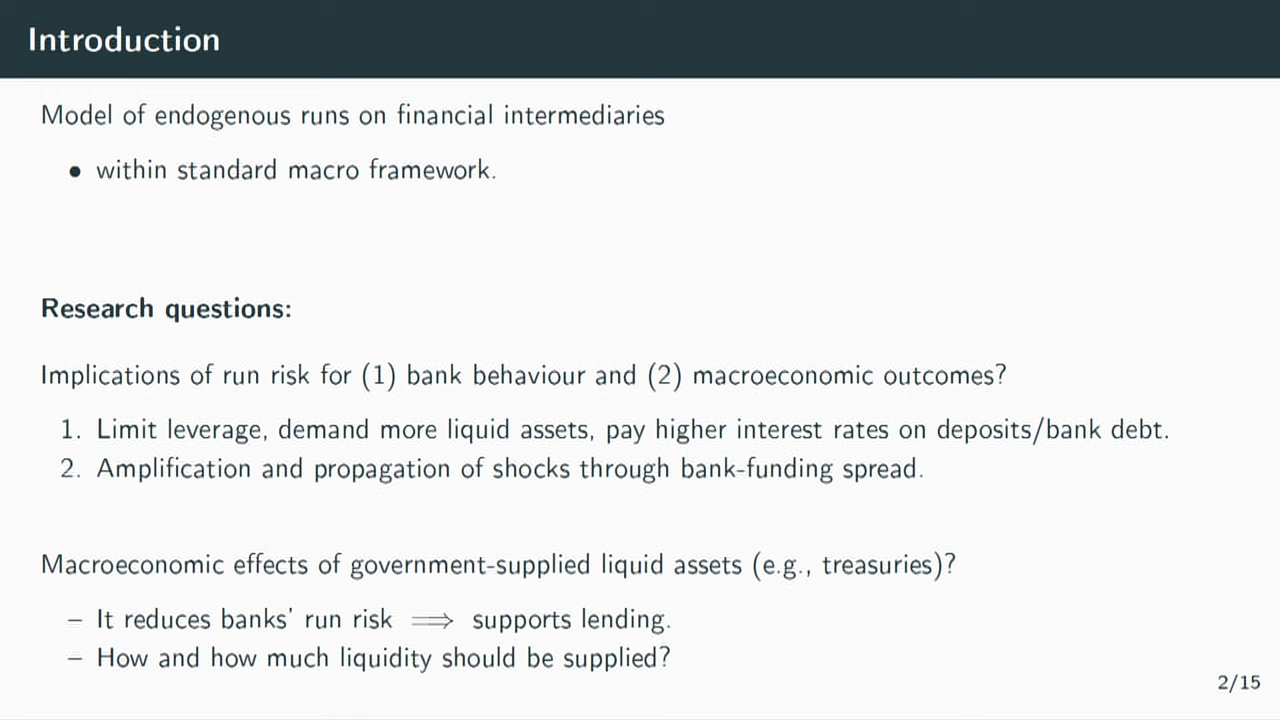 Introduction
Model of endogenous runs on financial intermediaries
• within standard macro framework.
Research questions:
Implications of run risk for (1) bank behaviour and (2) macroeconomic outcomes?
1. Limit leverage, demand more liquid assets, pay higher interest rates on deposits/bank debt.
2. Amplification and propagation of shocks through bank-funding spread.
Macroeconomic effects of government-supplied liquid assets (e.g., treasuries)?
– It reduces banks' run risk ⟹ supports lending.
– How and how much liquidity should be supplied?
2/15